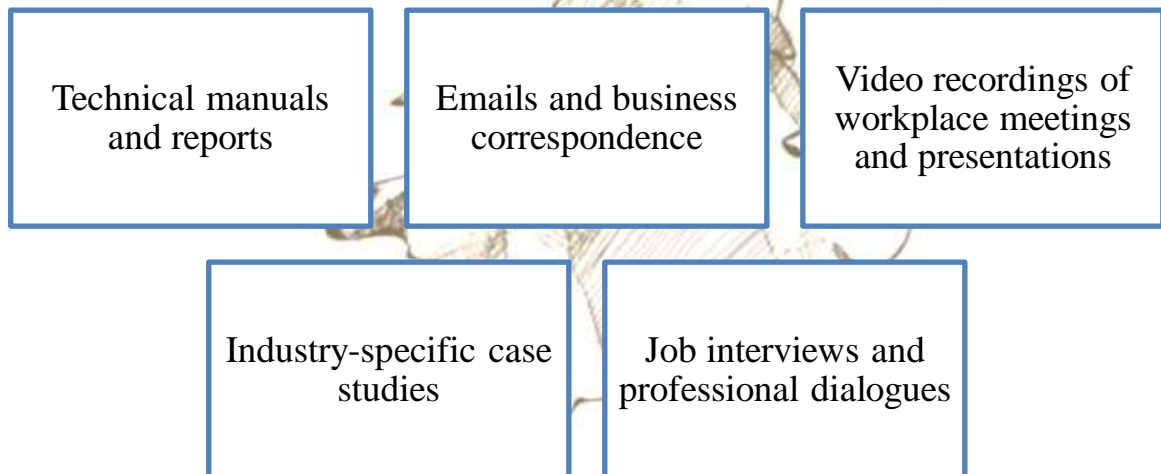 Technical manuals
and reports
Emails and business
correspondence
Video recordings of
workplace meetings
and presentations
Industry-specific case
studies
Job interviews and
professional dialogues